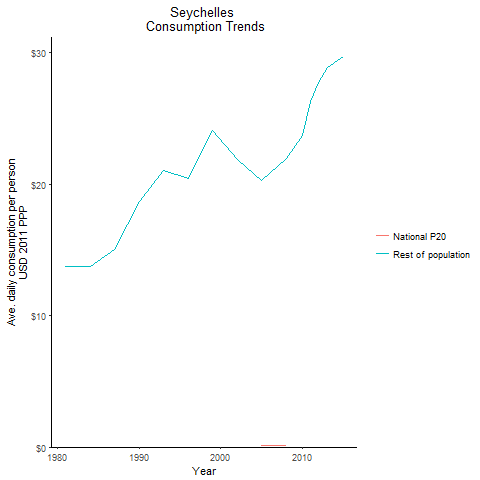 Seychelles
Consumption Trends
Ave. daily consumption per person
USD 2011 PPP
$30
$20
$10
$0
1980 1990 2000 2010
Year
National P20
Rest of population